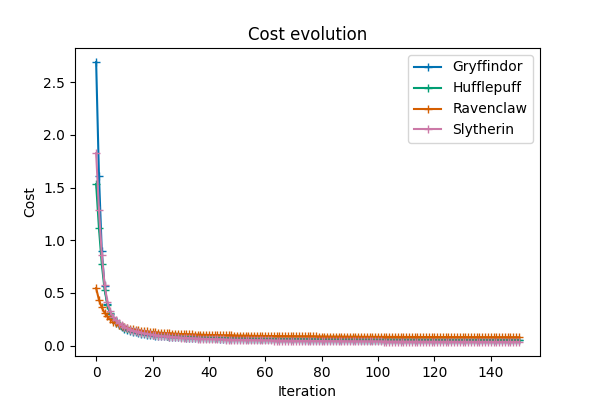 Cost evolution
Gryffindor
Hufflepuff
Ravenclaw
Slytherin
Cost
2.5
2.0
1.5
1.0
0.5
0.0
0 20 40 60 80 100 120 140
Iteration